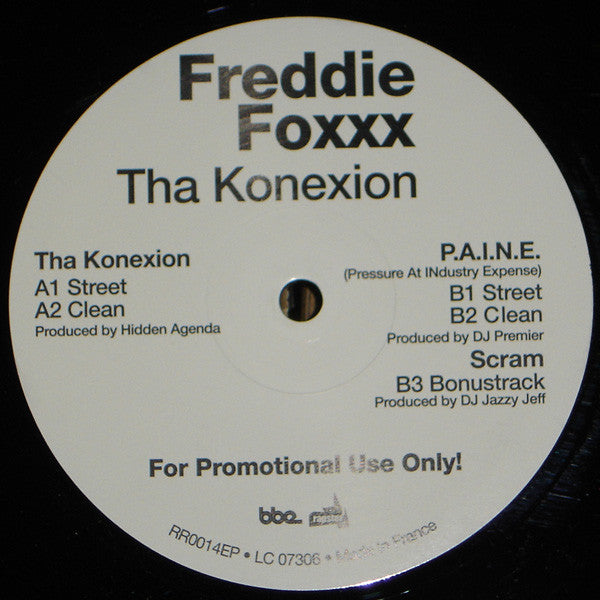 Freddie
Foxxx
Tha Konexion
Tha Konexion
A1 Street
A2 Clean
Produced by Hidden Agenda
P.A.I.N.E.
(Pressure At INdustry Expense)
B1 Street
B2 Clean
Produced by DJ Premier
Scram
B3 Bonustrack
Produced by DJ Jazzy Jeff
For Promotional Use Only!
bbe
RR0014EP • LC 07306 • Made in France